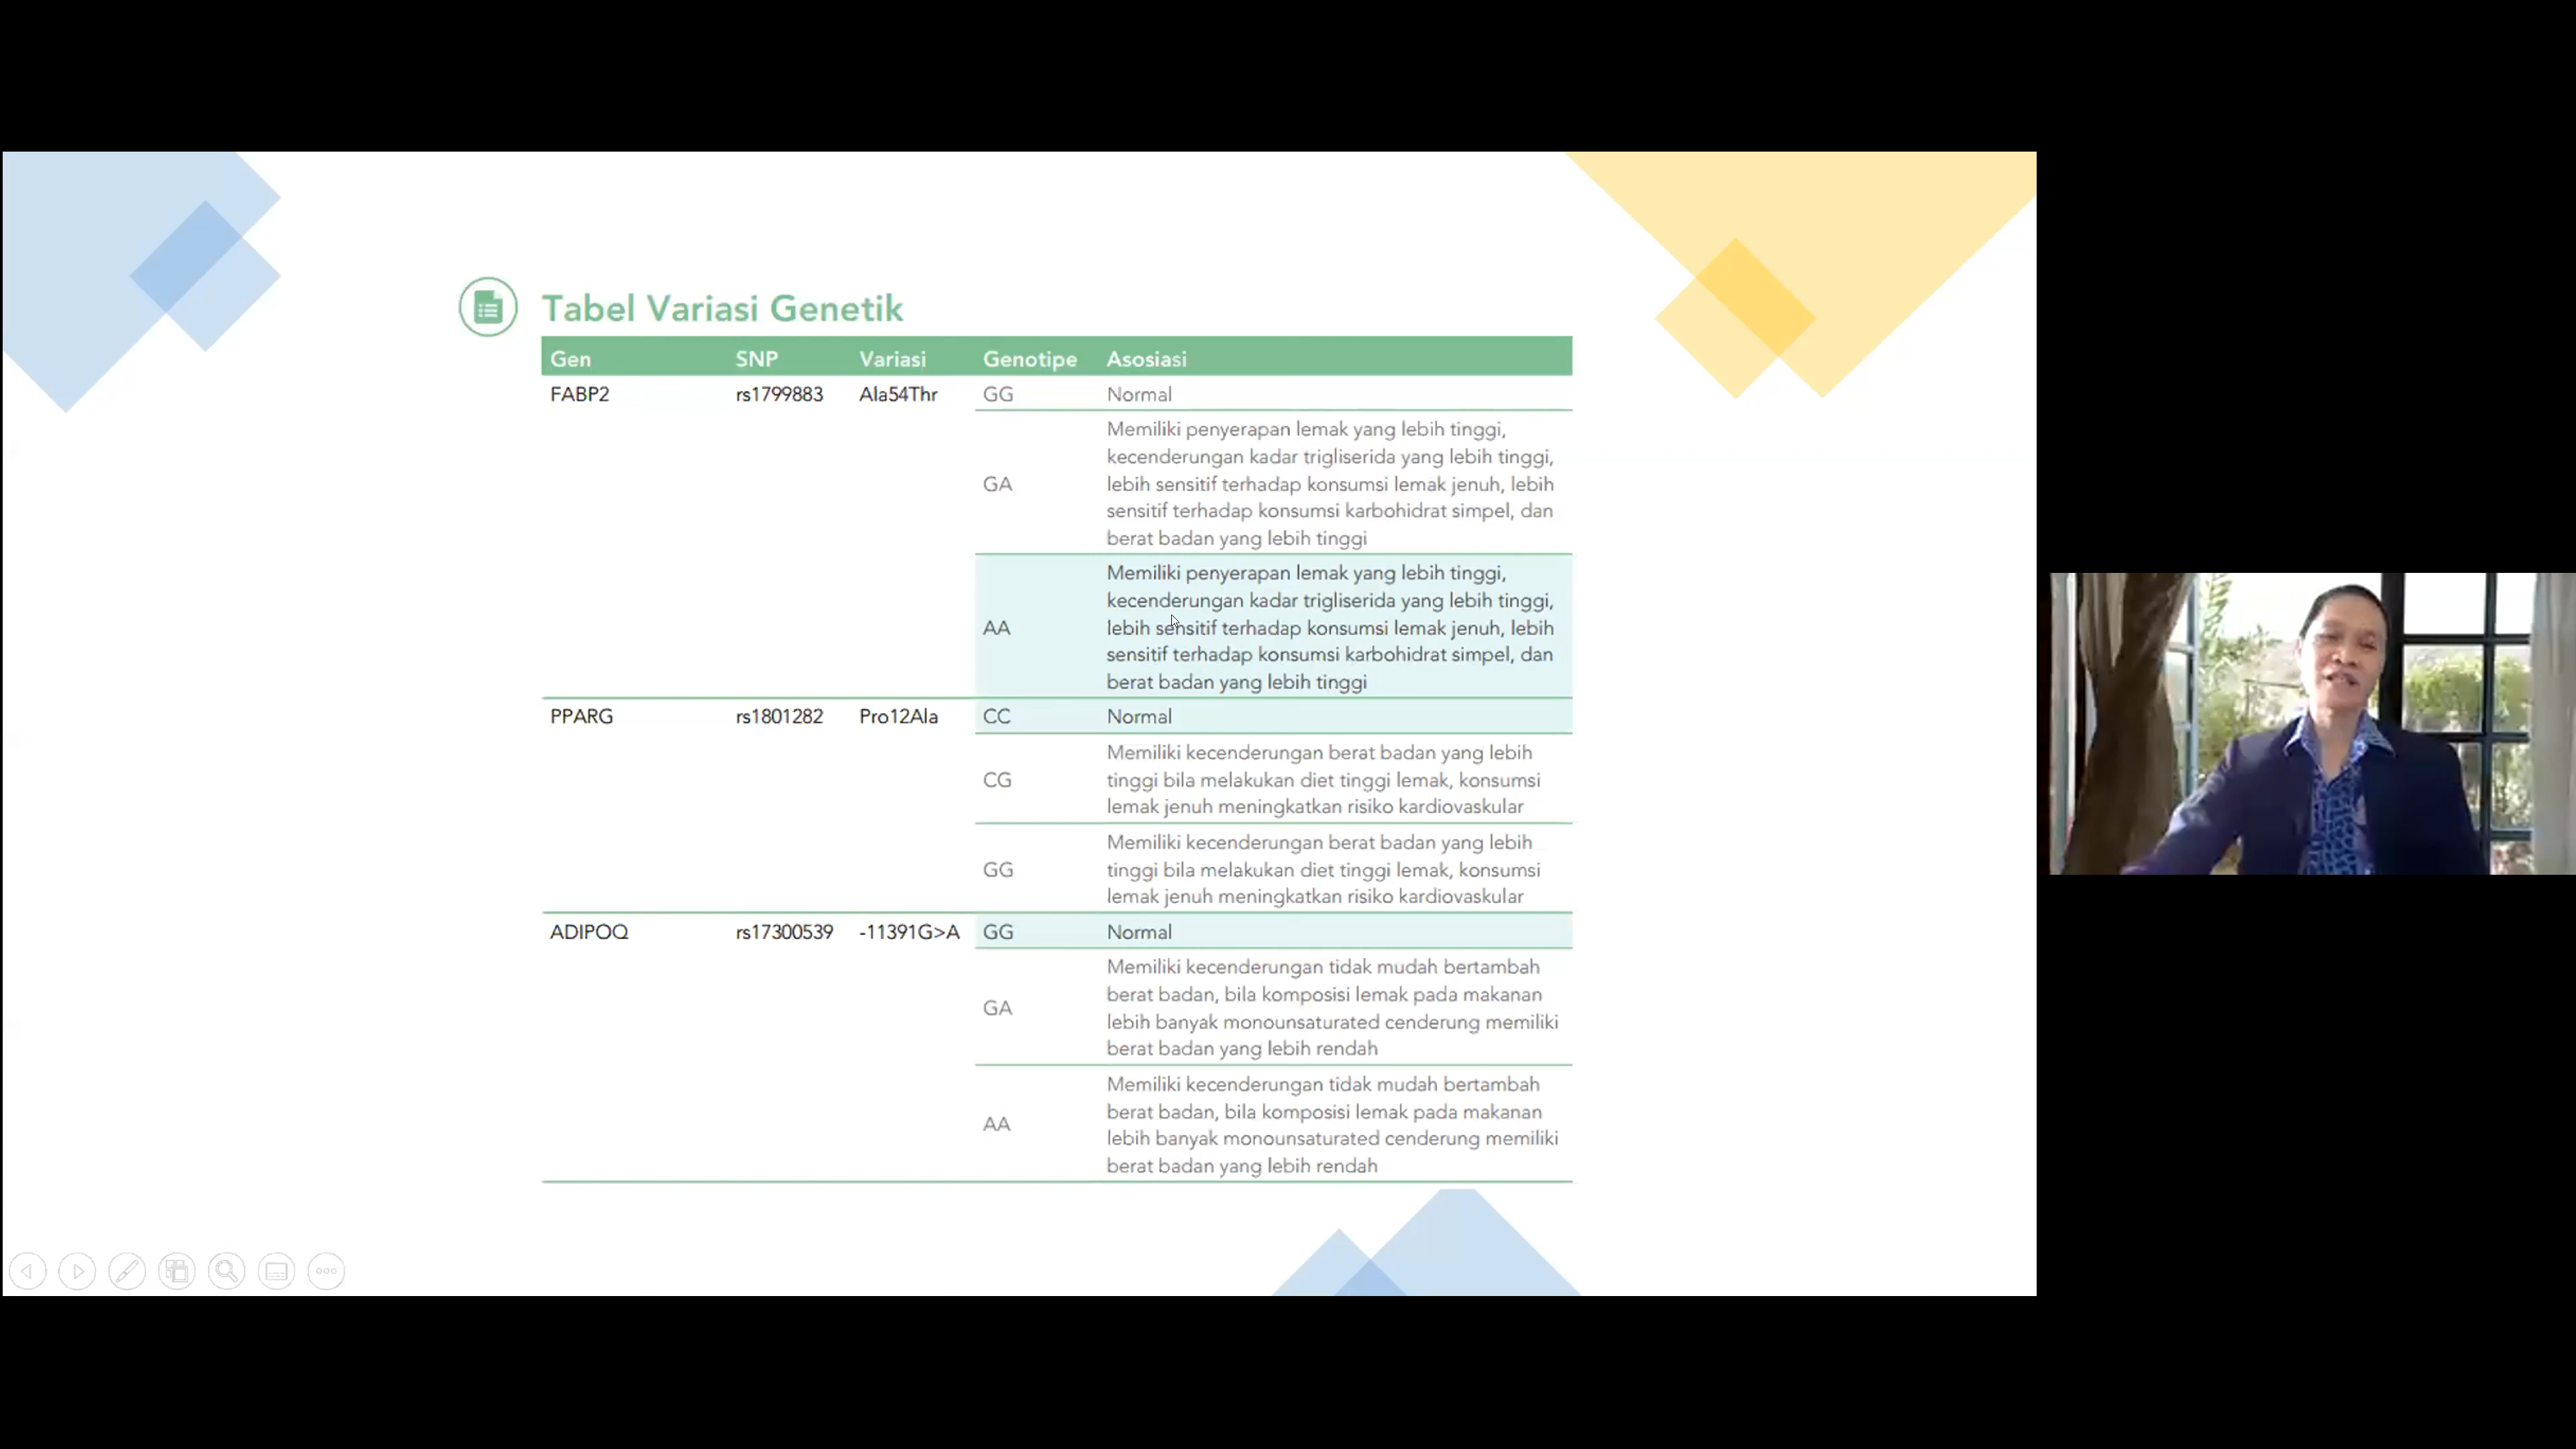 Tabel Variasi Genetik
Gen SNP Variasi Genotipe Asosiasi
FABP2 rs1799883 Ala54Thr GG Normal
Memiliki penyerapan lemak yang lebih tinggi,
kecenderungan kadar trigliserida yang lebih tinggi,
GA lebih sensitif terhadap konsumsi lemak jenuh, lebih
sensitif terhadap konsumsi karbohidrat simpel, dan
berat badan yang lebih tinggi
Memiliki penyerapan lemak yang lebih tinggi,
kecenderungan kadar trigliserida yang lebih tinggi,
AA lebih sensitif terhadap konsumsi lemak jenuh, lebih
sensitif terhadap konsumsi karbohidrat simpel, dan
berat badan yang lebih tinggi
PPARG rs1801282 Pro12Ala CC Normal
Memiliki kecenderungan berat badan yang lebih
CG tinggi bila melakukan diet tinggi lemak, konsumsi
lemak jenuh meningkatkan risiko kardiovaskular
Memiliki kecenderungan berat badan yang lebih
GG tinggi bila melakukan diet tinggi lemak, konsumsi
lemak jenuh meningkatkan risiko kardiovaskular
ADIPOQ rs17300539 -11391G>A GG Normal
Memiliki kecenderungan tidak mudah bertambah
berat badan, bila komposisi lemak pada makanan
GA lebih banyak monounsaturated cenderung memiliki
berat badan yang lebih rendah
Memiliki kecenderungan tidak mudah bertambah
berat badan, bila komposisi lemak pada makanan
AA lebih banyak monounsaturated cenderung memiliki
berat badan yang lebih rendah